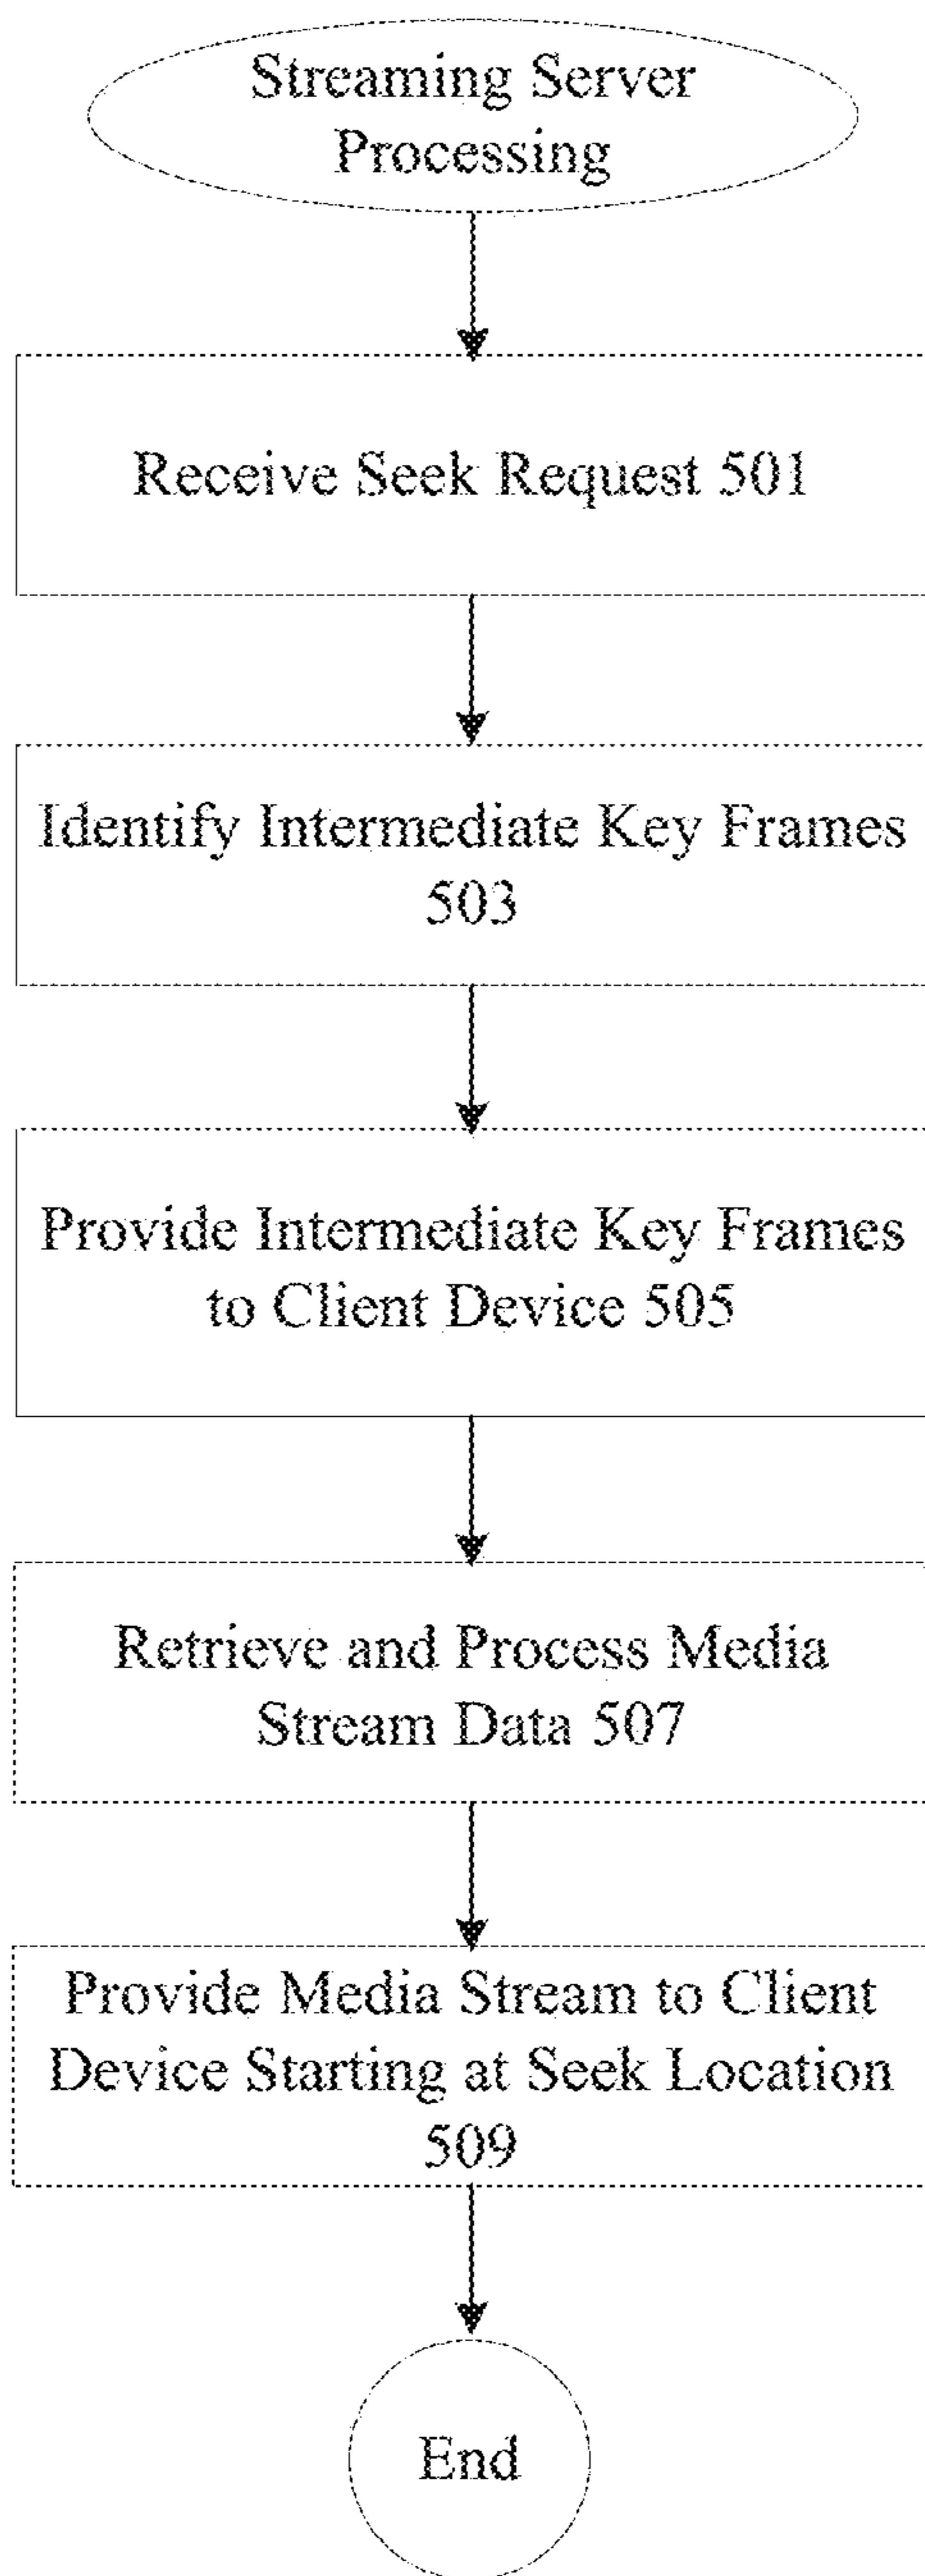 Streaming Server
Processing
Receive Seek Request 501
Identify Intermediate Key Frames
503
Provide Intermediate Key Frames
to Client Device 505
Retrieve and Process Media
Stream Data 507
Provide Media Stream to Client
Device Starting at Seek Location
509
End